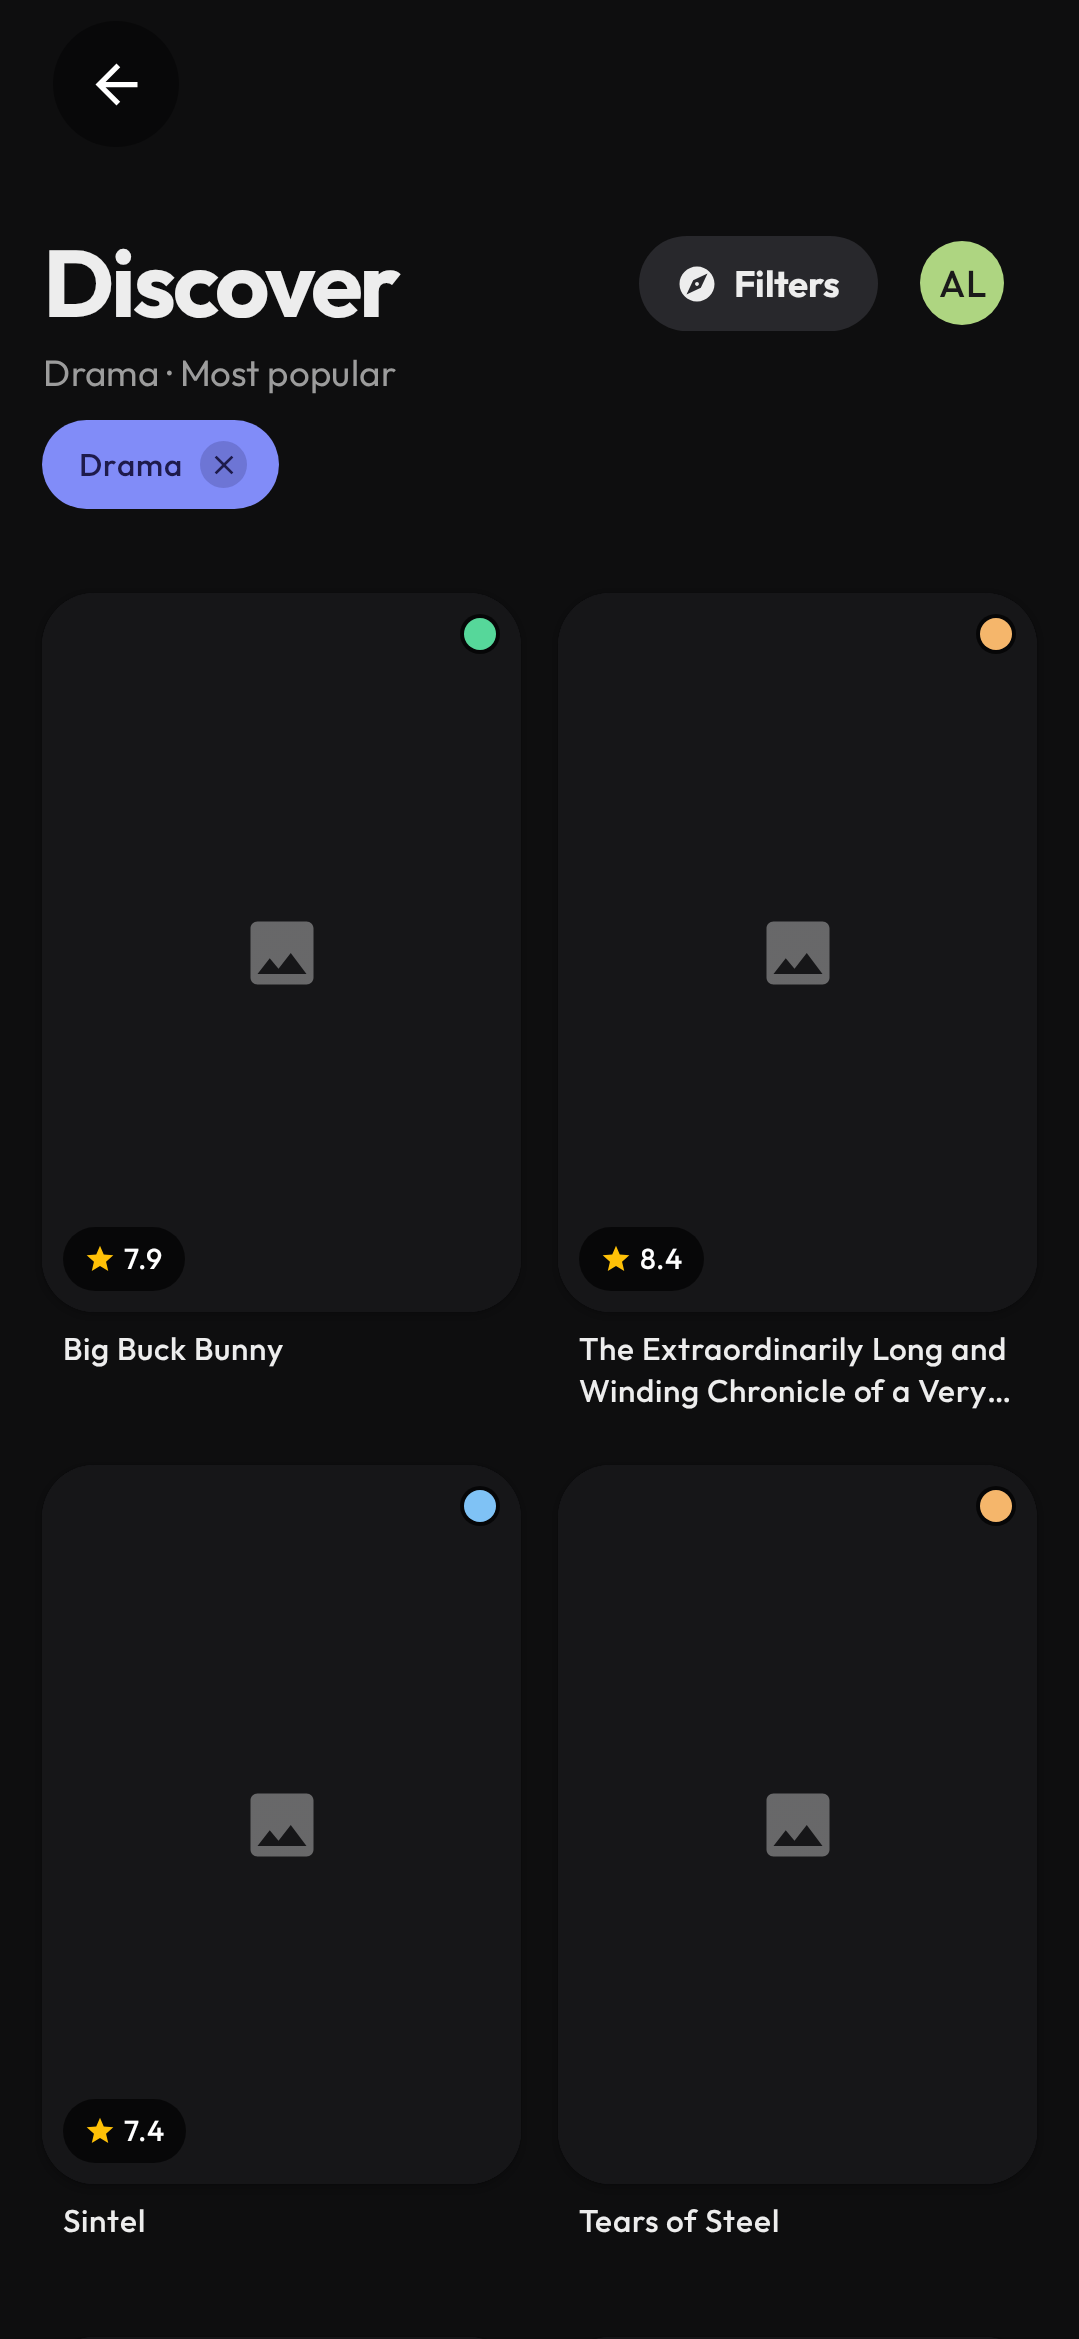 Discover
Filters
AL
Drama · Most popular
Drama
7.9
8.4
Big Buck Bunny
The Extraordinarily Long and
Winding Chronicle of a Very...
7.4
Sintel
Tears of Steel